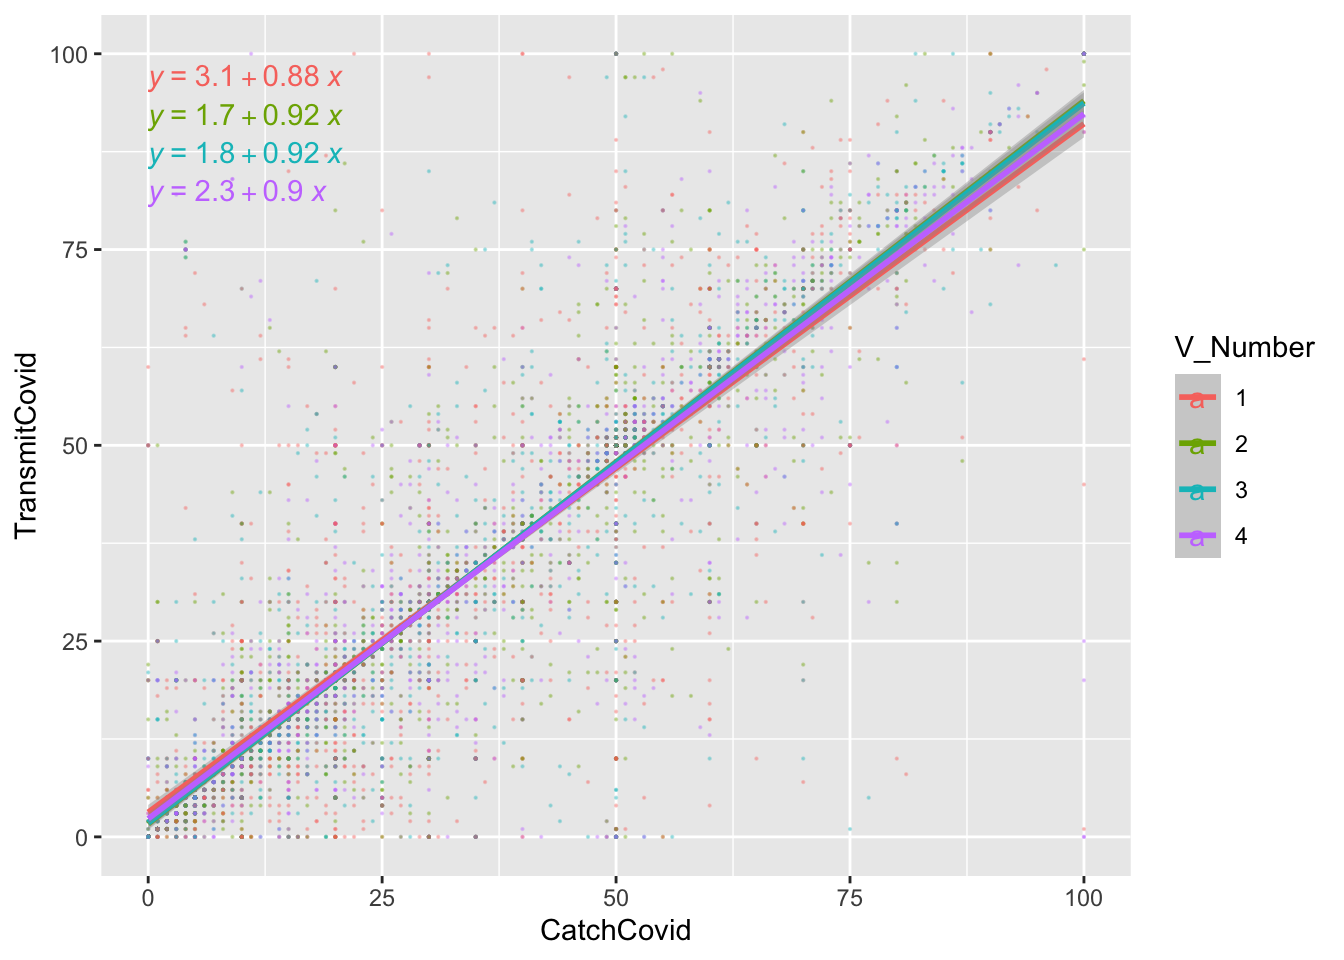 100
75
50
25
0
TransmitCovid
y = 3.1 + 0.88 x
y = 1.7 + 0.92 x
y = 1.8 + 0.92 x
y = 2.3 + 0.9 x
0 25 50 75 100
CatchCovid
V_Number
a 1
a 2
a 3
a 4